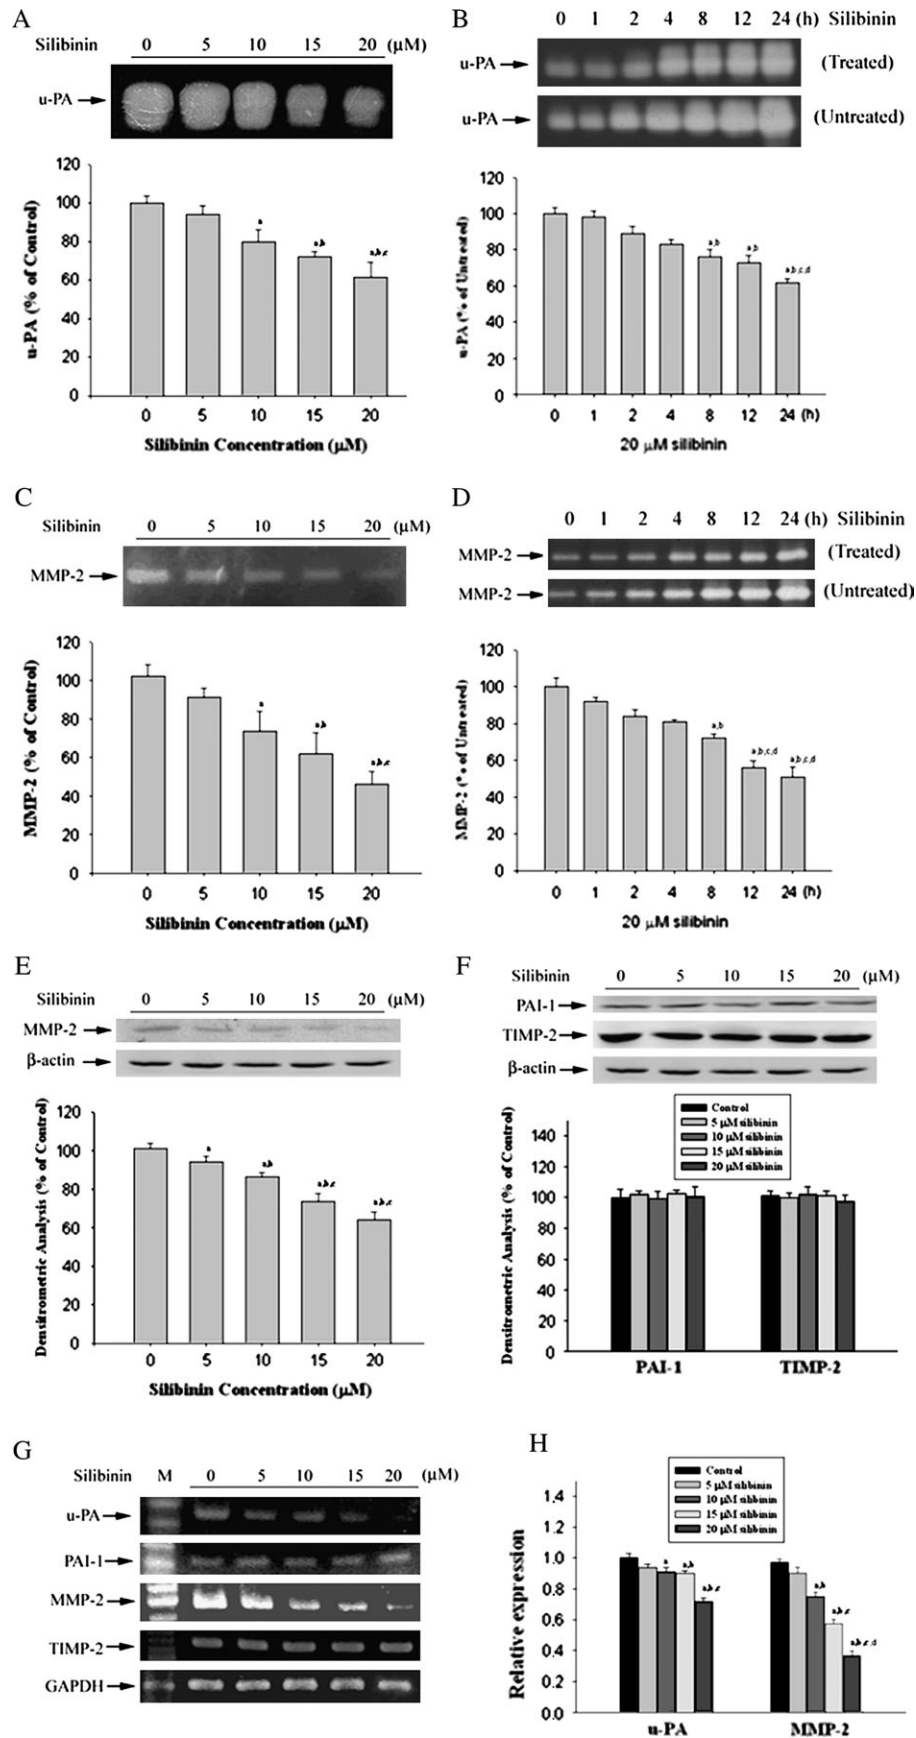 A
Silibinin 0 5 10 15 20 (μM)
u-PA
120
100
80
60
40
20
0
u-PA (% of Control)
a
a,b
a,b,c
0 5 10 15 20
Silibinin Concentration (μM)
B
0 1 2 4 8 12 24 (h) Silibinin
u-PA (Treated)
u-PA (Untreated)
120
100
80
60
40
20
0
u-PA (% of Untreated)
a,b
a,b
a,b,c,d
0 1 2 4 8 12 24 (h)
20 μM silibinin
C
Silibinin 0 5 10 15 20 (μM)
MMP-2
120
100
80
60
40
20
0
MMP-2 (% of Control)
a
a,b
a,b,c
0 5 10 15 20
Silibinin Concentration (μM)
D
0 1 2 4 8 12 24 (h) Silibinin
MMP-2 (Treated)
MMP-2 (Untreated)
120
100
80
60
40
20
0
MMP-2 (% of Untreated)
a,b
a,b,c,d
a,b,c,d
0 1 2 4 8 12 24 (h)
20 μM silibinin
E
Silibinin 0 5 10 15 20 (μM)
MMP-2
β-actin
120
100
80
60
40
20
0
Densitrometric Analysis (% of Control)
a
a,b
a,b,c
a,b,c
0 5 10 15 20
Silibinin Concentration (μM)
F
Silibinin 0 5 10 15 20 (μM)
PAI-1
TIMP-2
β-actin
Control
5 μM silibinin
10 μM silibinin
15 μM silibinin
20 μM silibinin
140
120
100
80
60
40
20
0
Densitrometric Analysis (% of Control)
PAI-1 TIMP-2
G
Silibinin M 0 5 10 15 20 (μM)
u-PA
PAI-1
MMP-2
TIMP-2
GAPDH
H
Control
5 μM silibinin
10 μM silibinin
15 μM silibinin
20 μM silibinin
1.4
1.2
1.0
0.8
0.6
0.4
0.2
0.0
Relative expression
a
a,b
a,b,c
a,b
a,b,c
a,b,c,d
u-PA MMP-2